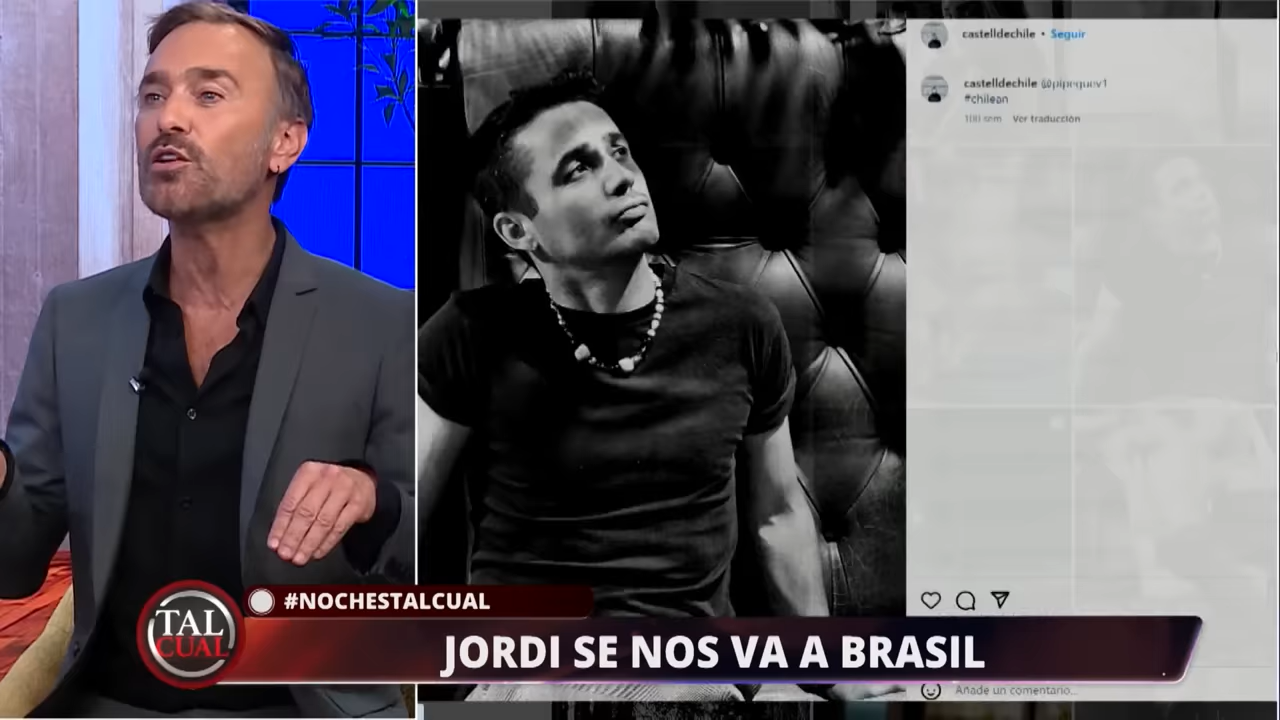 castelldechile • Seguir
castelldechile @pipeguev1
#chilean
100 sem Ver traducción
#NOCHESTALCUAL
TAL
CUAL
JORDI SE NOS VA A BRASIL
Añade un comentario...